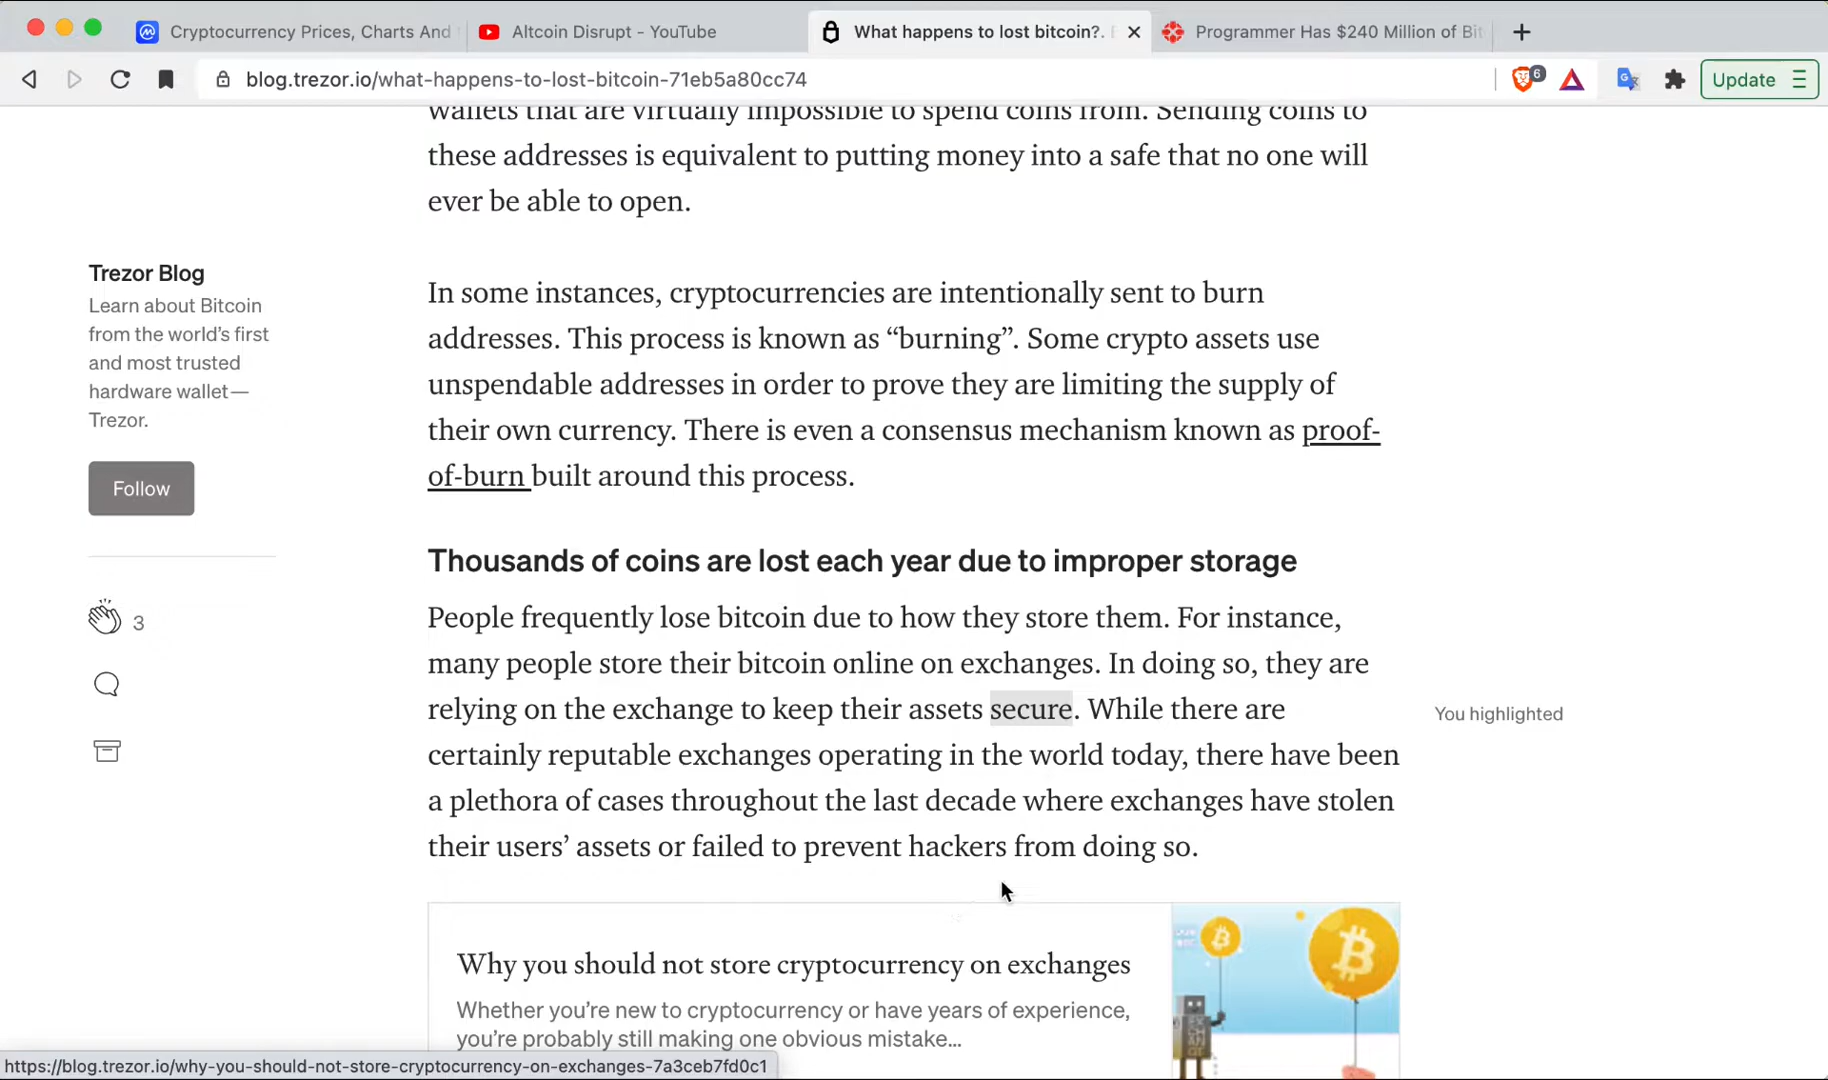 Cryptocurrency Prices, Charts And
Altcoin Disrupt - YouTube
What happens to lost bitcoin?.
Programmer Has $240 Million of Bit
blog.trezor.io/what-happens-to-lost-bitcoin-71eb5a80cc74
6
Update
wallets that are virtually impossible to spend coins from. Sending coins to
these addresses is equivalent to putting money into a safe that no one will
ever be able to open.
Trezor Blog
Learn about Bitcoin
from the world’s first
and most trusted
hardware wallet—
Trezor.
Follow
3
In some instances, cryptocurrencies are intentionally sent to burn
addresses. This process is known as “burning”. Some crypto assets use
unspendable addresses in order to prove they are limiting the supply of
their own currency. There is even a consensus mechanism known as proof-
of-burn built around this process.
Thousands of coins are lost each year due to improper storage
People frequently lose bitcoin due to how they store them. For instance,
many people store their bitcoin online on exchanges. In doing so, they are
relying on the exchange to keep their assets secure. While there are
certainly reputable exchanges operating in the world today, there have been
a plethora of cases throughout the last decade where exchanges have stolen
their users’ assets or failed to prevent hackers from doing so.
You highlighted
Why you should not store cryptocurrency on exchanges
Whether you’re new to cryptocurrency or have years of experience,
you’re probably still making one obvious mistake…
https://blog.trezor.io/why-you-should-not-store-cryptocurrency-on-exchanges-7a3ceb7fd0c1